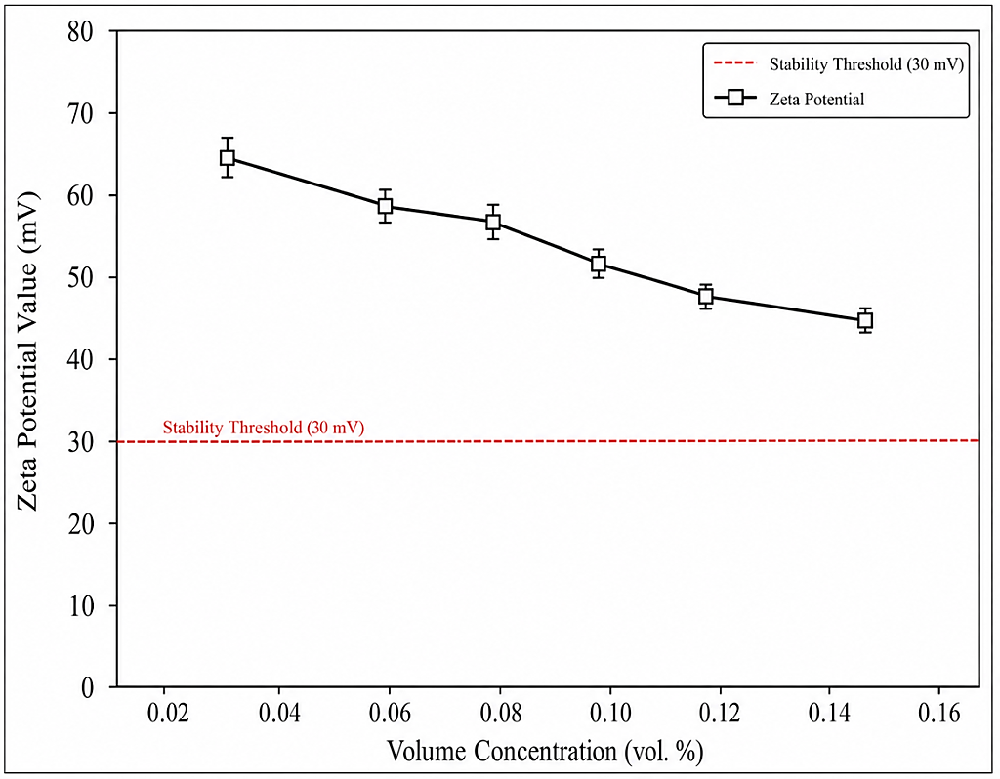 80
70
60
50
40
30
20
10
0
Zeta Potential Value (mV)
Stability Threshold (30 mV)
Zeta Potential
Stability Threshold (30 mV)
0.02 0.04 0.06 0.08 0.10 0.12 0.14 0.16
Volume Concentration (vol. %)